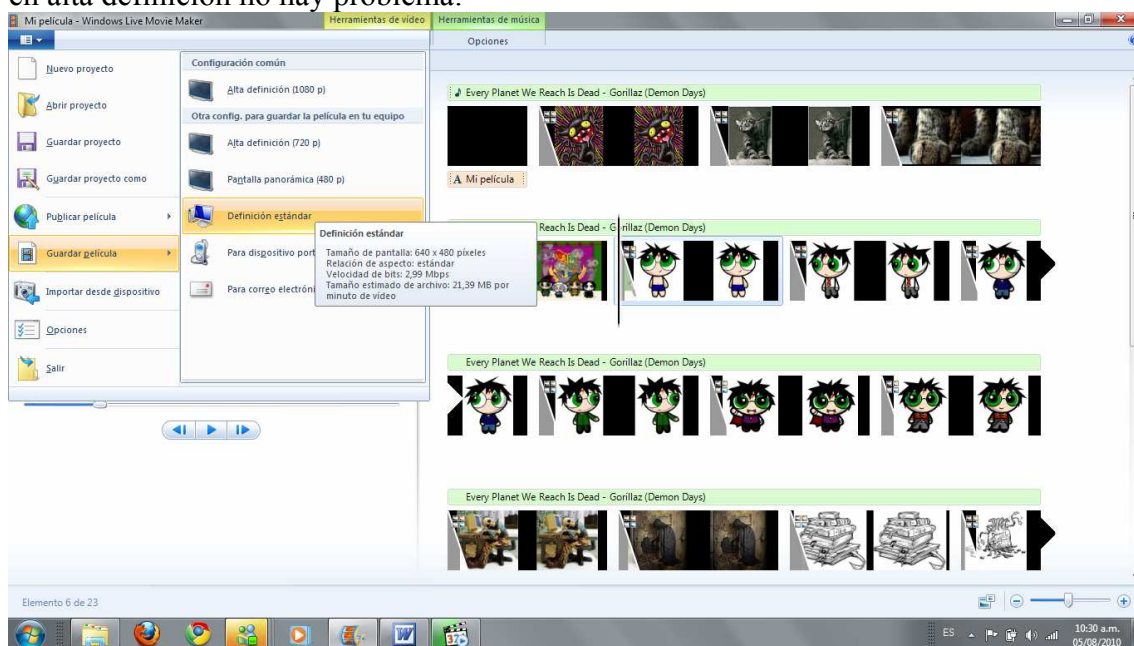 en alta definición no hay problema.
Mi película - Windows Live Movie Maker
Herramientas de vídeo
Herramientas de música
Opciones
Nuevo proyecto
Abrir proyecto
Guardar proyecto
Guardar proyecto como
Publicar película
Guardar película
Importar desde dispositivo
Opciones
Salir
Configuración común
Alta definición (1080 p)
Otra config. para guardar la película en tu equipo
Alta definición (720 p)
Pantalla panorámica (480 p)
Definición estándar
Para dispositivo port
Para correo electróni
Definición estándar
Tamaño de pantalla: 640 x 480 píxeles
Relación de aspecto: estándar
Velocidad de bits: 2,99 Mbps
Tamaño estimado de archivo: 21,39 MB por
minuto de vídeo
Every Planet We Reach Is Dead - Gorillaz (Demon Days)
A Mi película
Reach Is Dead - Gorillaz (Demon Days)
Every Planet We Reach Is Dead - Gorillaz (Demon Days)
Every Planet We Reach Is Dead - Gorillaz (Demon Days)
Elemento 6 de 23
ES
10:30 a.m.
05/08/2010